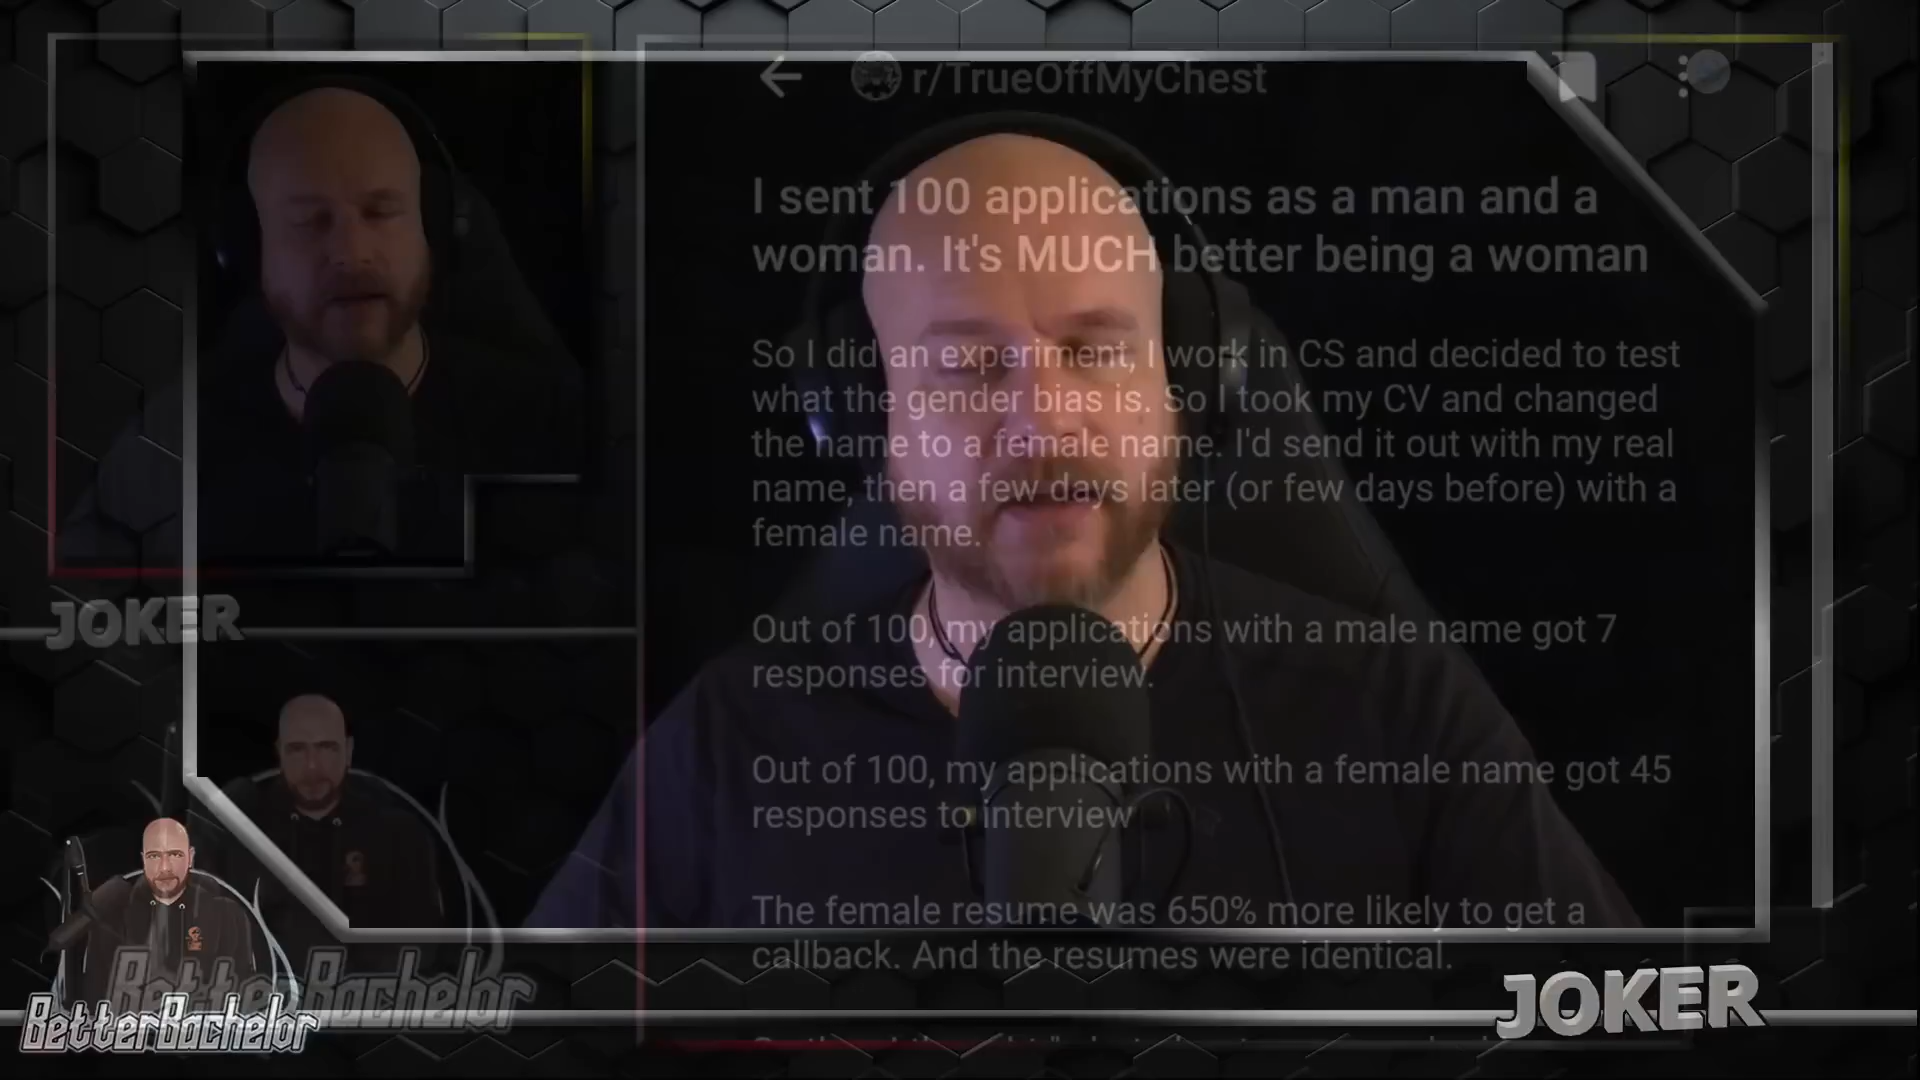 r/TrueOffMyChest
I sent 100 applications as a man and a
woman. It's MUCH better being a woman
So I did an experiment, I work in CS and decided to test
what the gender bias is. So I took my CV and changed
the name to a female name. I'd send it out with my real
name, then a few days later (or few days before) with a
female name.
Out of 100, my applications with a male name got 7
responses for interview.
Out of 100, my applications with a female name got 45
responses to interview
The female resume was 650% more likely to get a
callback. And the resumes were identical.
JOKER
BetterBachelor
BetterBachelor
JOKER